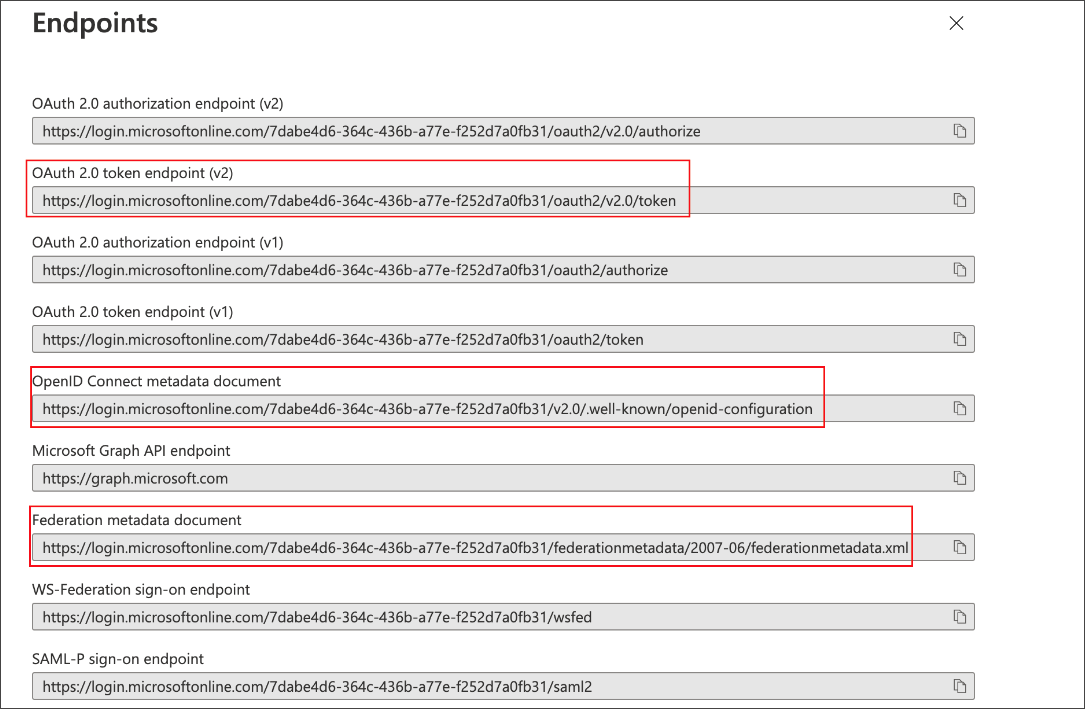 Endpoints
OAuth 2.0 authorization endpoint (v2)
https://login.microsoftonline.com/7dabe4d6-364c-436b-a77e-f252d7a0fb31/oauth2/v2.0/authorize
OAuth 2.0 token endpoint (v2)
https://login.microsoftonline.com/7dabe4d6-364c-436b-a77e-f252d7a0fb31/oauth2/v2.0/token
OAuth 2.0 authorization endpoint (v1)
https://login.microsoftonline.com/7dabe4d6-364c-436b-a77e-f252d7a0fb31/oauth2/authorize
OAuth 2.0 token endpoint (v1)
https://login.microsoftonline.com/7dabe4d6-364c-436b-a77e-f252d7a0fb31/oauth2/token
OpenID Connect metadata document
https://login.microsoftonline.com/7dabe4d6-364c-436b-a77e-f252d7a0fb31/v2.0/.well-known/openid-configuration
Microsoft Graph API endpoint
https://graph.microsoft.com
Federation metadata document
https://login.microsoftonline.com/7dabe4d6-364c-436b-a77e-f252d7a0fb31/federationmetadata/2007-06/federationmetadata.xml
WS-Federation sign-on endpoint
https://login.microsoftonline.com/7dabe4d6-364c-436b-a77e-f252d7a0fb31/wsfed
SAML-P sign-on endpoint
https://login.microsoftonline.com/7dabe4d6-364c-436b-a77e-f252d7a0fb31/saml2